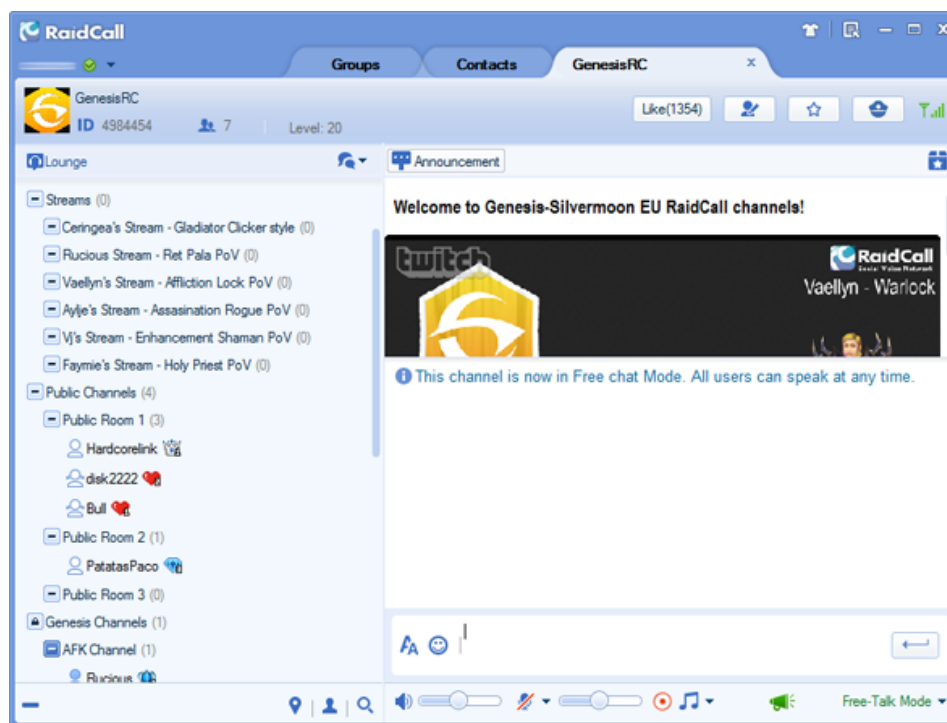 RaidCall
Groups
Contacts
GenesisRC
GenesisRC
ID 4984454
7
Level: 20
Like(1354)
Lounge
Announcement
Streams (0)
Ceringea's Stream - Gladiator Clicker style (0)
Rucious Stream - Ret Pala PoV (0)
Vaellyn's Stream - Affliction Lock PoV (0)
Aylje's Stream - Assasination Rogue PoV (0)
Vj's Stream - Enhancement Shaman PoV (0)
Faymie's Stream - Holy Priest PoV (0)
Public Channels (4)
Public Room 1 (3)
Hardcorelink
disk2222
Bull
Public Room 2 (1)
PatatasPaco
Public Room 3 (0)
Genesis Channels (1)
AFK Channel (1)
Rucious
Welcome to Genesis-Silvermoon EU RaidCall channels!
twitch
RaidCall
Social Voice Network
Vaellyn - Warlock
This channel is now in Free chat Mode. All users can speak at any time.
Free-Talk Mode